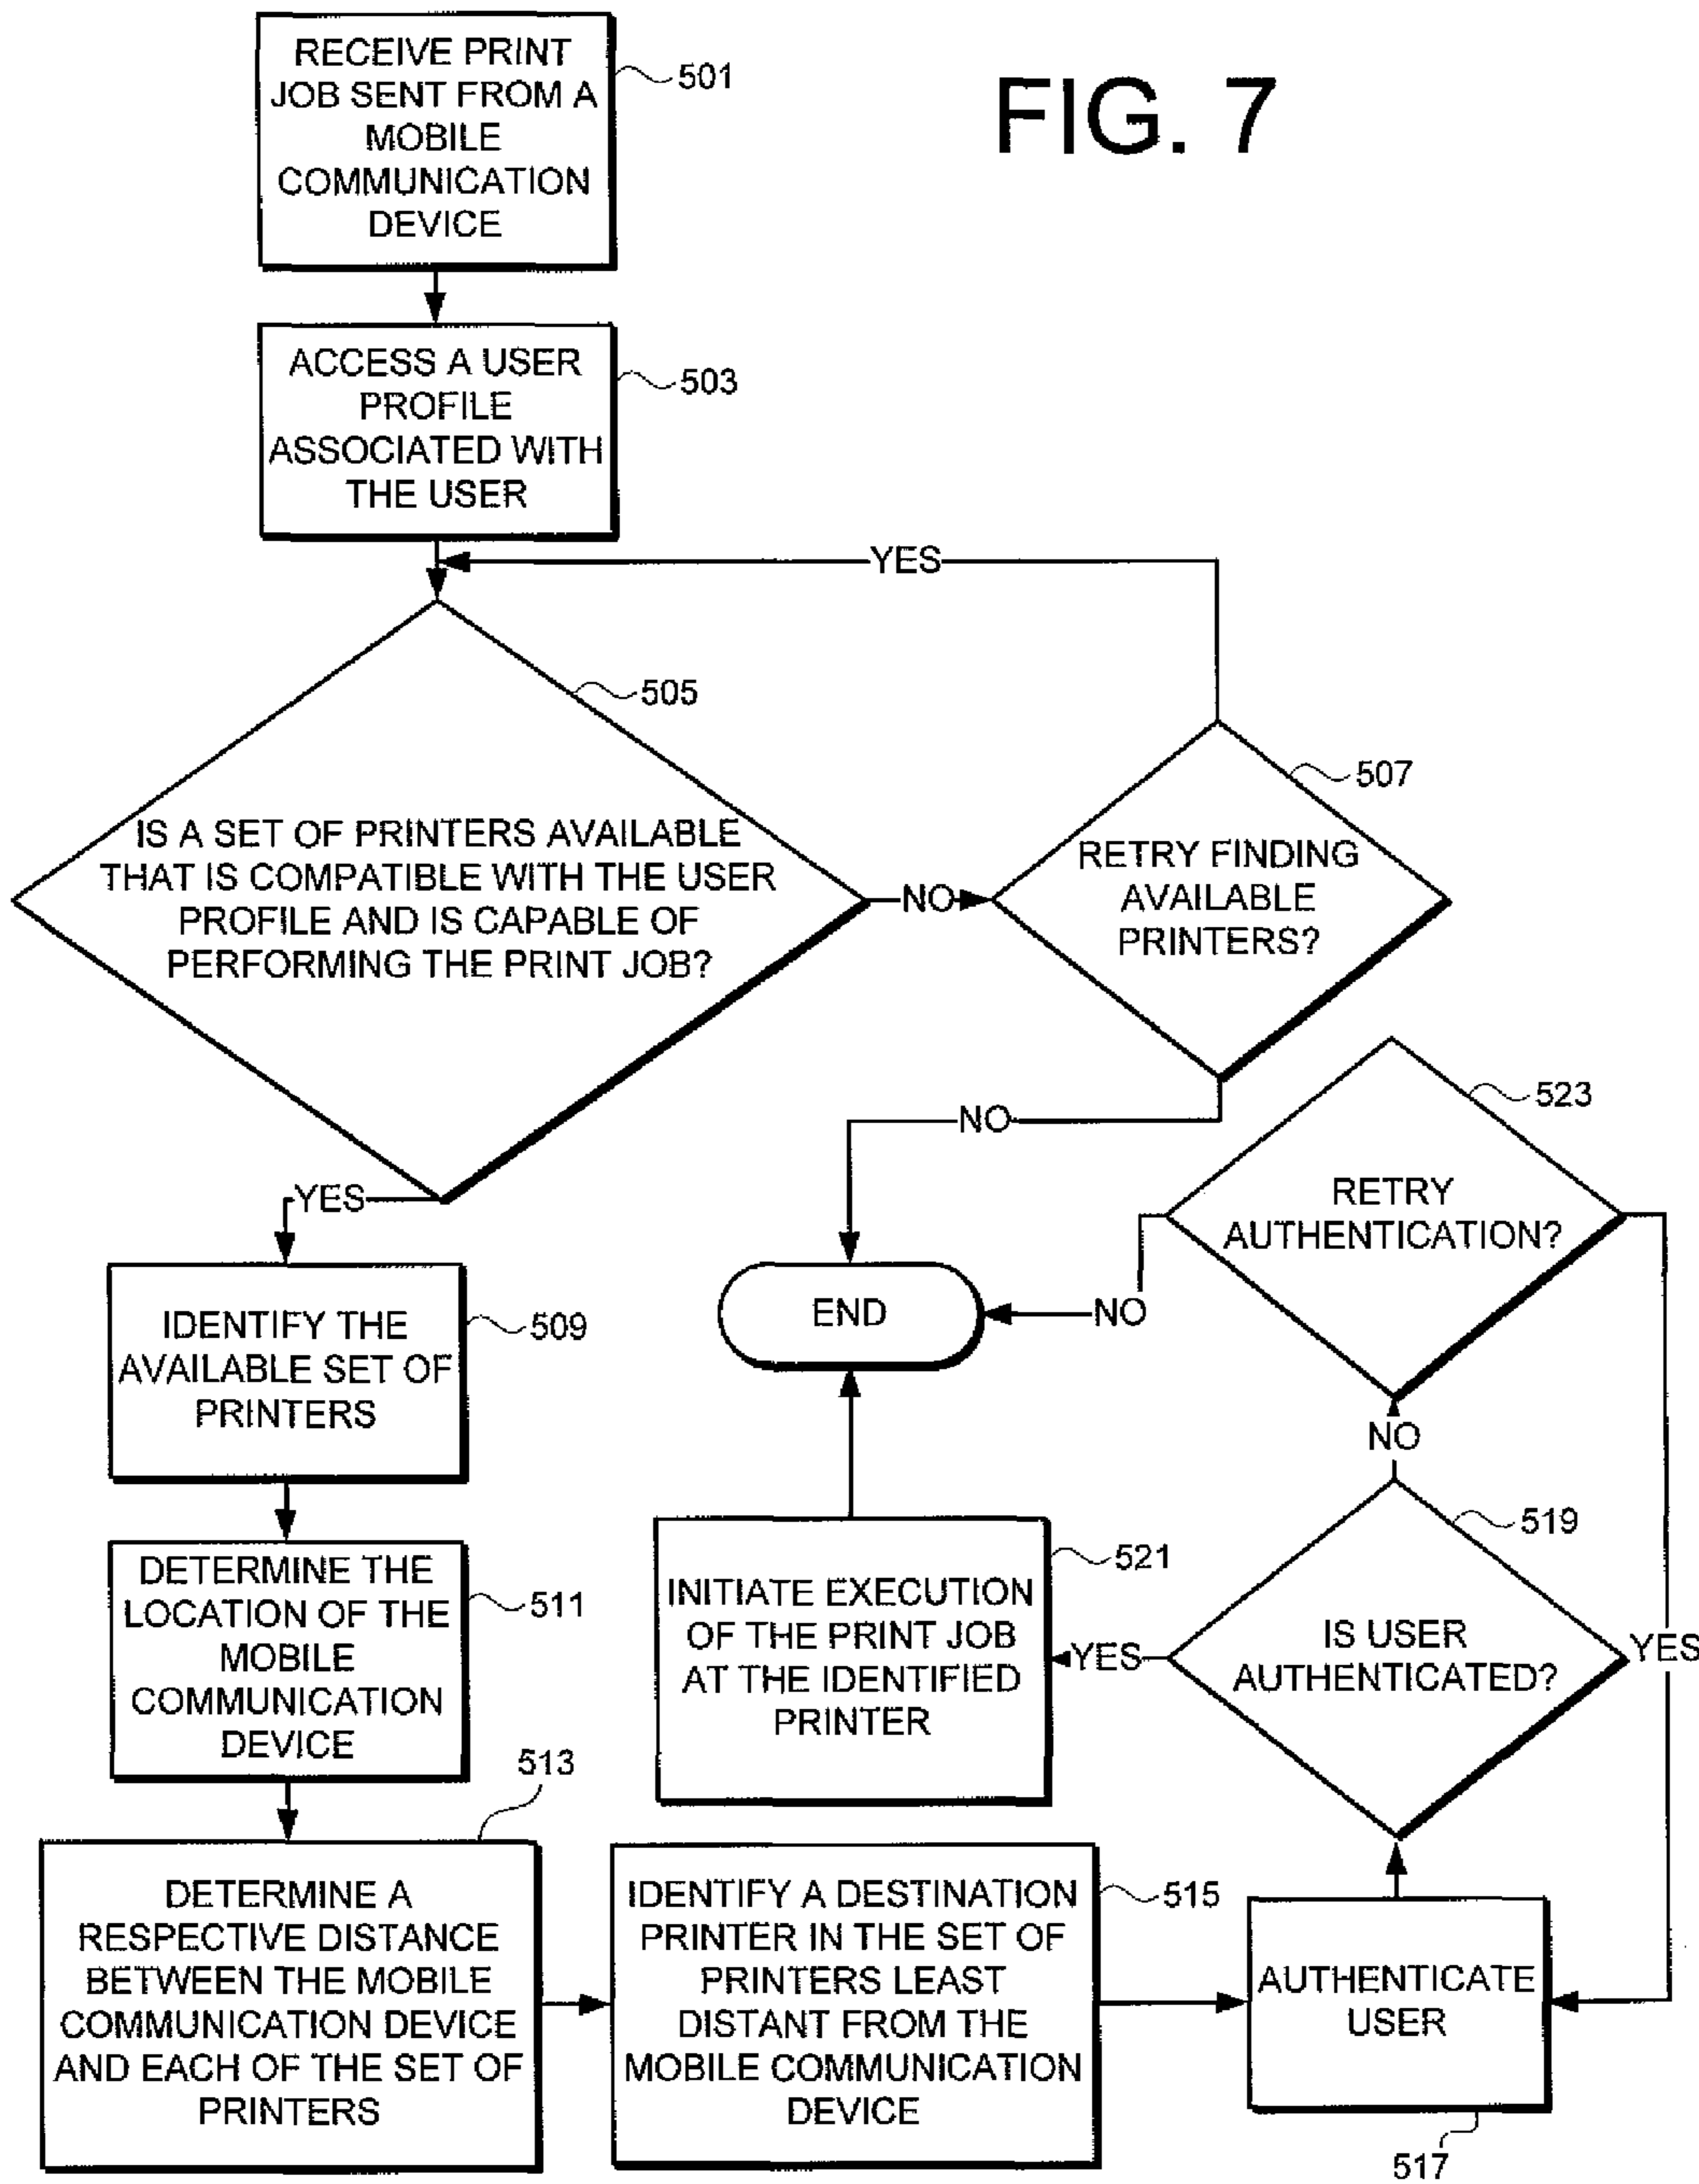 FIG. 7
RECEIVE PRINT
JOB SENT FROM A
MOBILE
COMMUNICATION
DEVICE
501
ACCESS A USER
PROFILE
ASSOCIATED WITH
THE USER
503
YES
505
IS A SET OF PRINTERS AVAILABLE
THAT IS COMPATIBLE WITH THE USER
PROFILE AND IS CAPABLE OF
PERFORMING THE PRINT JOB?
NO
507
RETRY FINDING
AVAILABLE
PRINTERS?
NO
YES
523
RETRY
AUTHENTICATION?
NO
END
IDENTIFY THE
AVAILABLE SET OF
PRINTERS
509
NO
519
IS USER
AUTHENTICATED?
YES
YES
521
INITIATE EXECUTION
OF THE PRINT JOB
AT THE IDENTIFIED
PRINTER
DETERMINE THE
LOCATION OF THE
MOBILE
COMMUNICATION
DEVICE
511
513
DETERMINE A
RESPECTIVE DISTANCE
BETWEEN THE MOBILE
COMMUNICATION DEVICE
AND EACH OF THE SET OF
PRINTERS
IDENTIFY A DESTINATION
PRINTER IN THE SET OF
PRINTERS LEAST
DISTANT FROM THE
MOBILE COMMUNICATION
DEVICE
515
AUTHENTICATE
USER
517